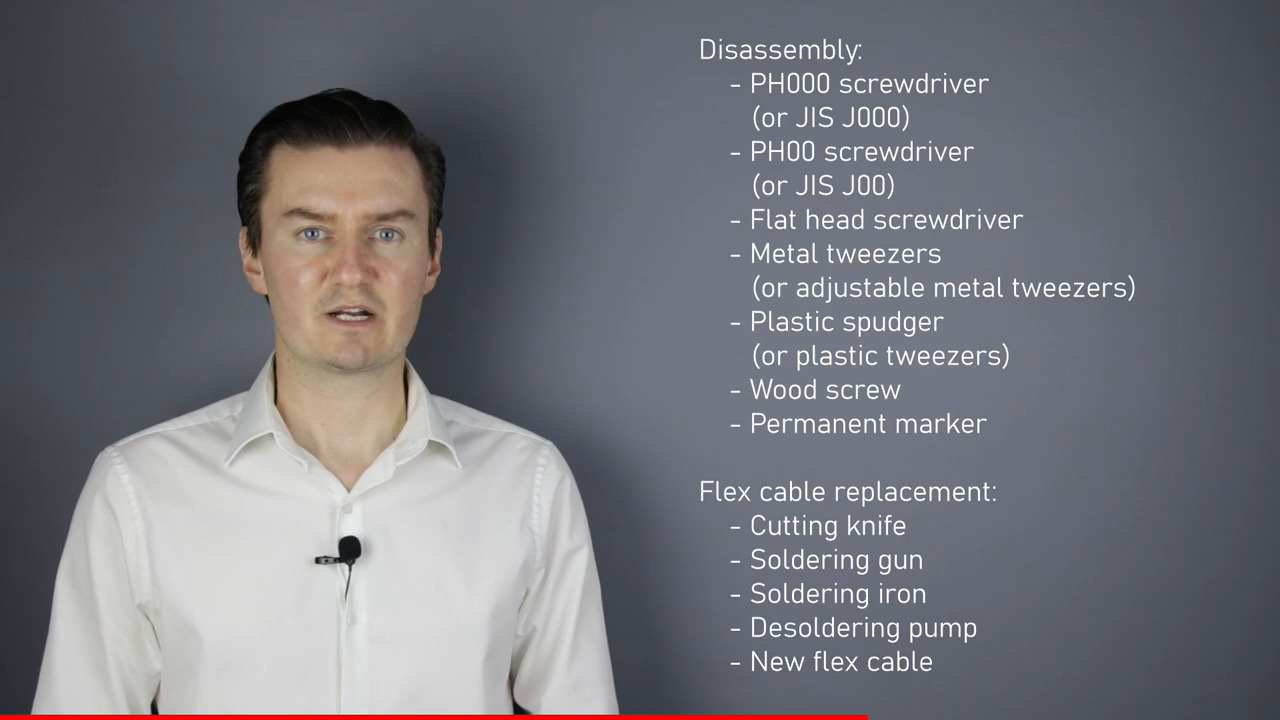 Disassembly:
- PH000 screwdriver
(or JIS J000)
- PH00 screwdriver
(or JIS J00)
- Flat head screwdriver
- Metal tweezers
(or adjustable metal tweezers)
- Plastic spudger
(or plastic tweezers)
- Wood screw
- Permanent marker
Flex cable replacement:
- Cutting knife
- Soldering gun
- Soldering iron
- Desoldering pump
- New flex cable